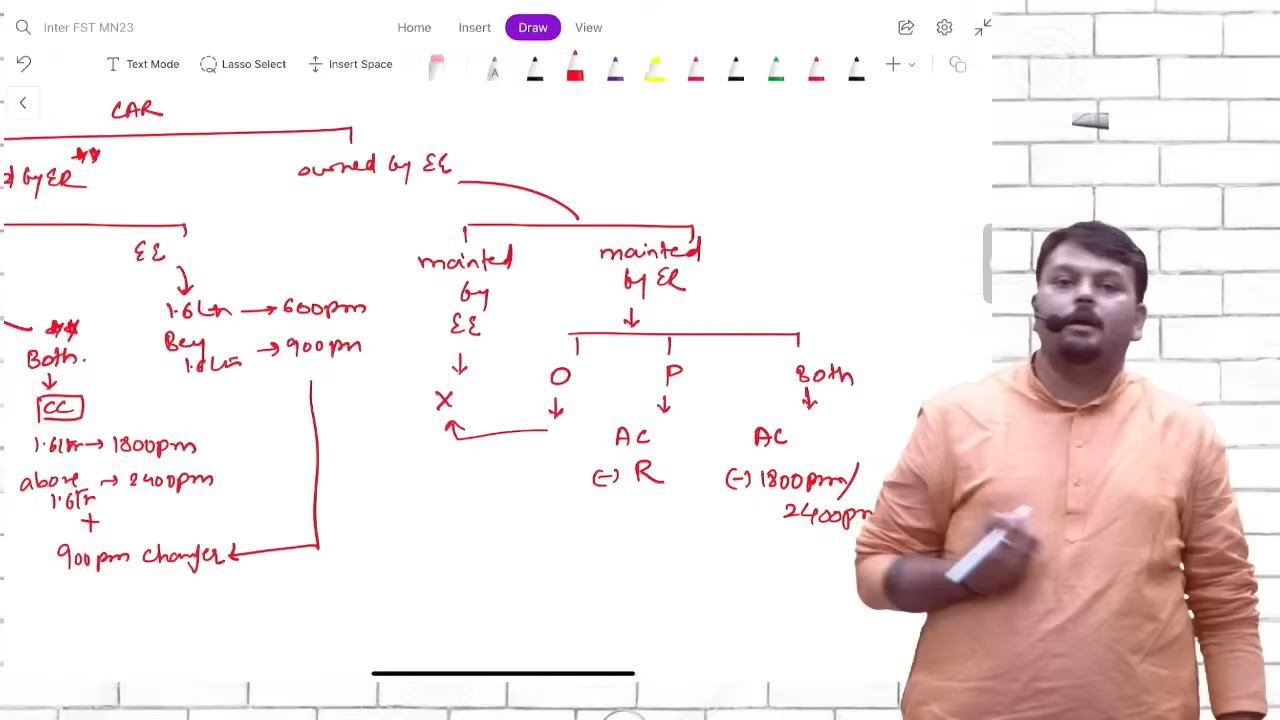 Inter FST MN23
Home
Insert
Draw
View
Text Mode
Lasso Select
Insert Space
CAR
by ER
owned by EE
EE
mainted
by
EE
mainted
by ER
1.6Ltr → 600pm
Bey
1.6Ltr → 900pm
Both.
CC
1.6ltr → 1800pm
above
1.6ltr → 2400pm
+
900pm
X
O
P
Both
AC
(-) R
AC
(-) 1800pm/
2400pm